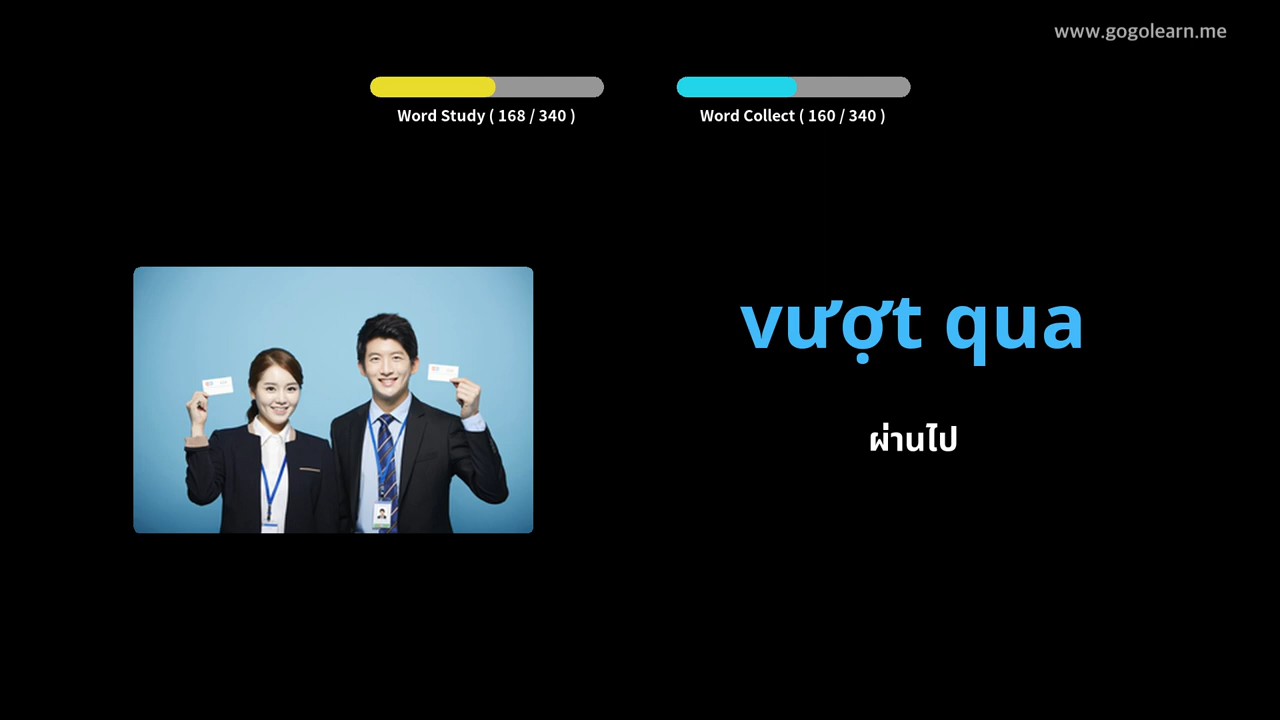 www.gogolearn.me
Word Study ( 168 / 340 )
Word Collect ( 160 / 340 )
vượt qua
ผ่านไป